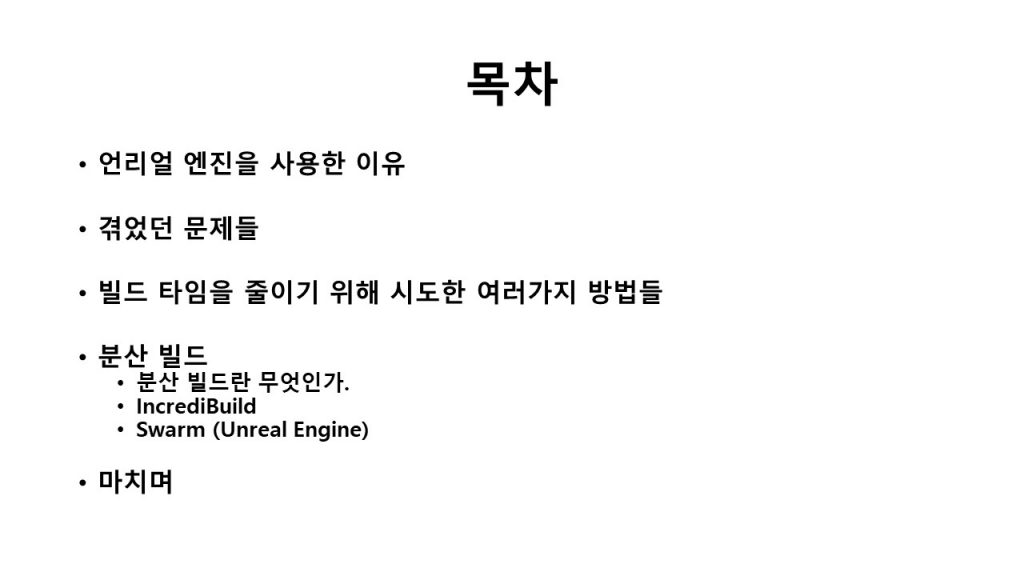 목차
• 언리얼 엔진을 사용한 이유
• 겪었던 문제들
• 빌드 타임을 줄이기 위해 시도한 여러가지 방법들
• 분산 빌드
• 분산 빌드란 무엇인가.
• IncrediBuild
• Swarm (Unreal Engine)
• 마치며